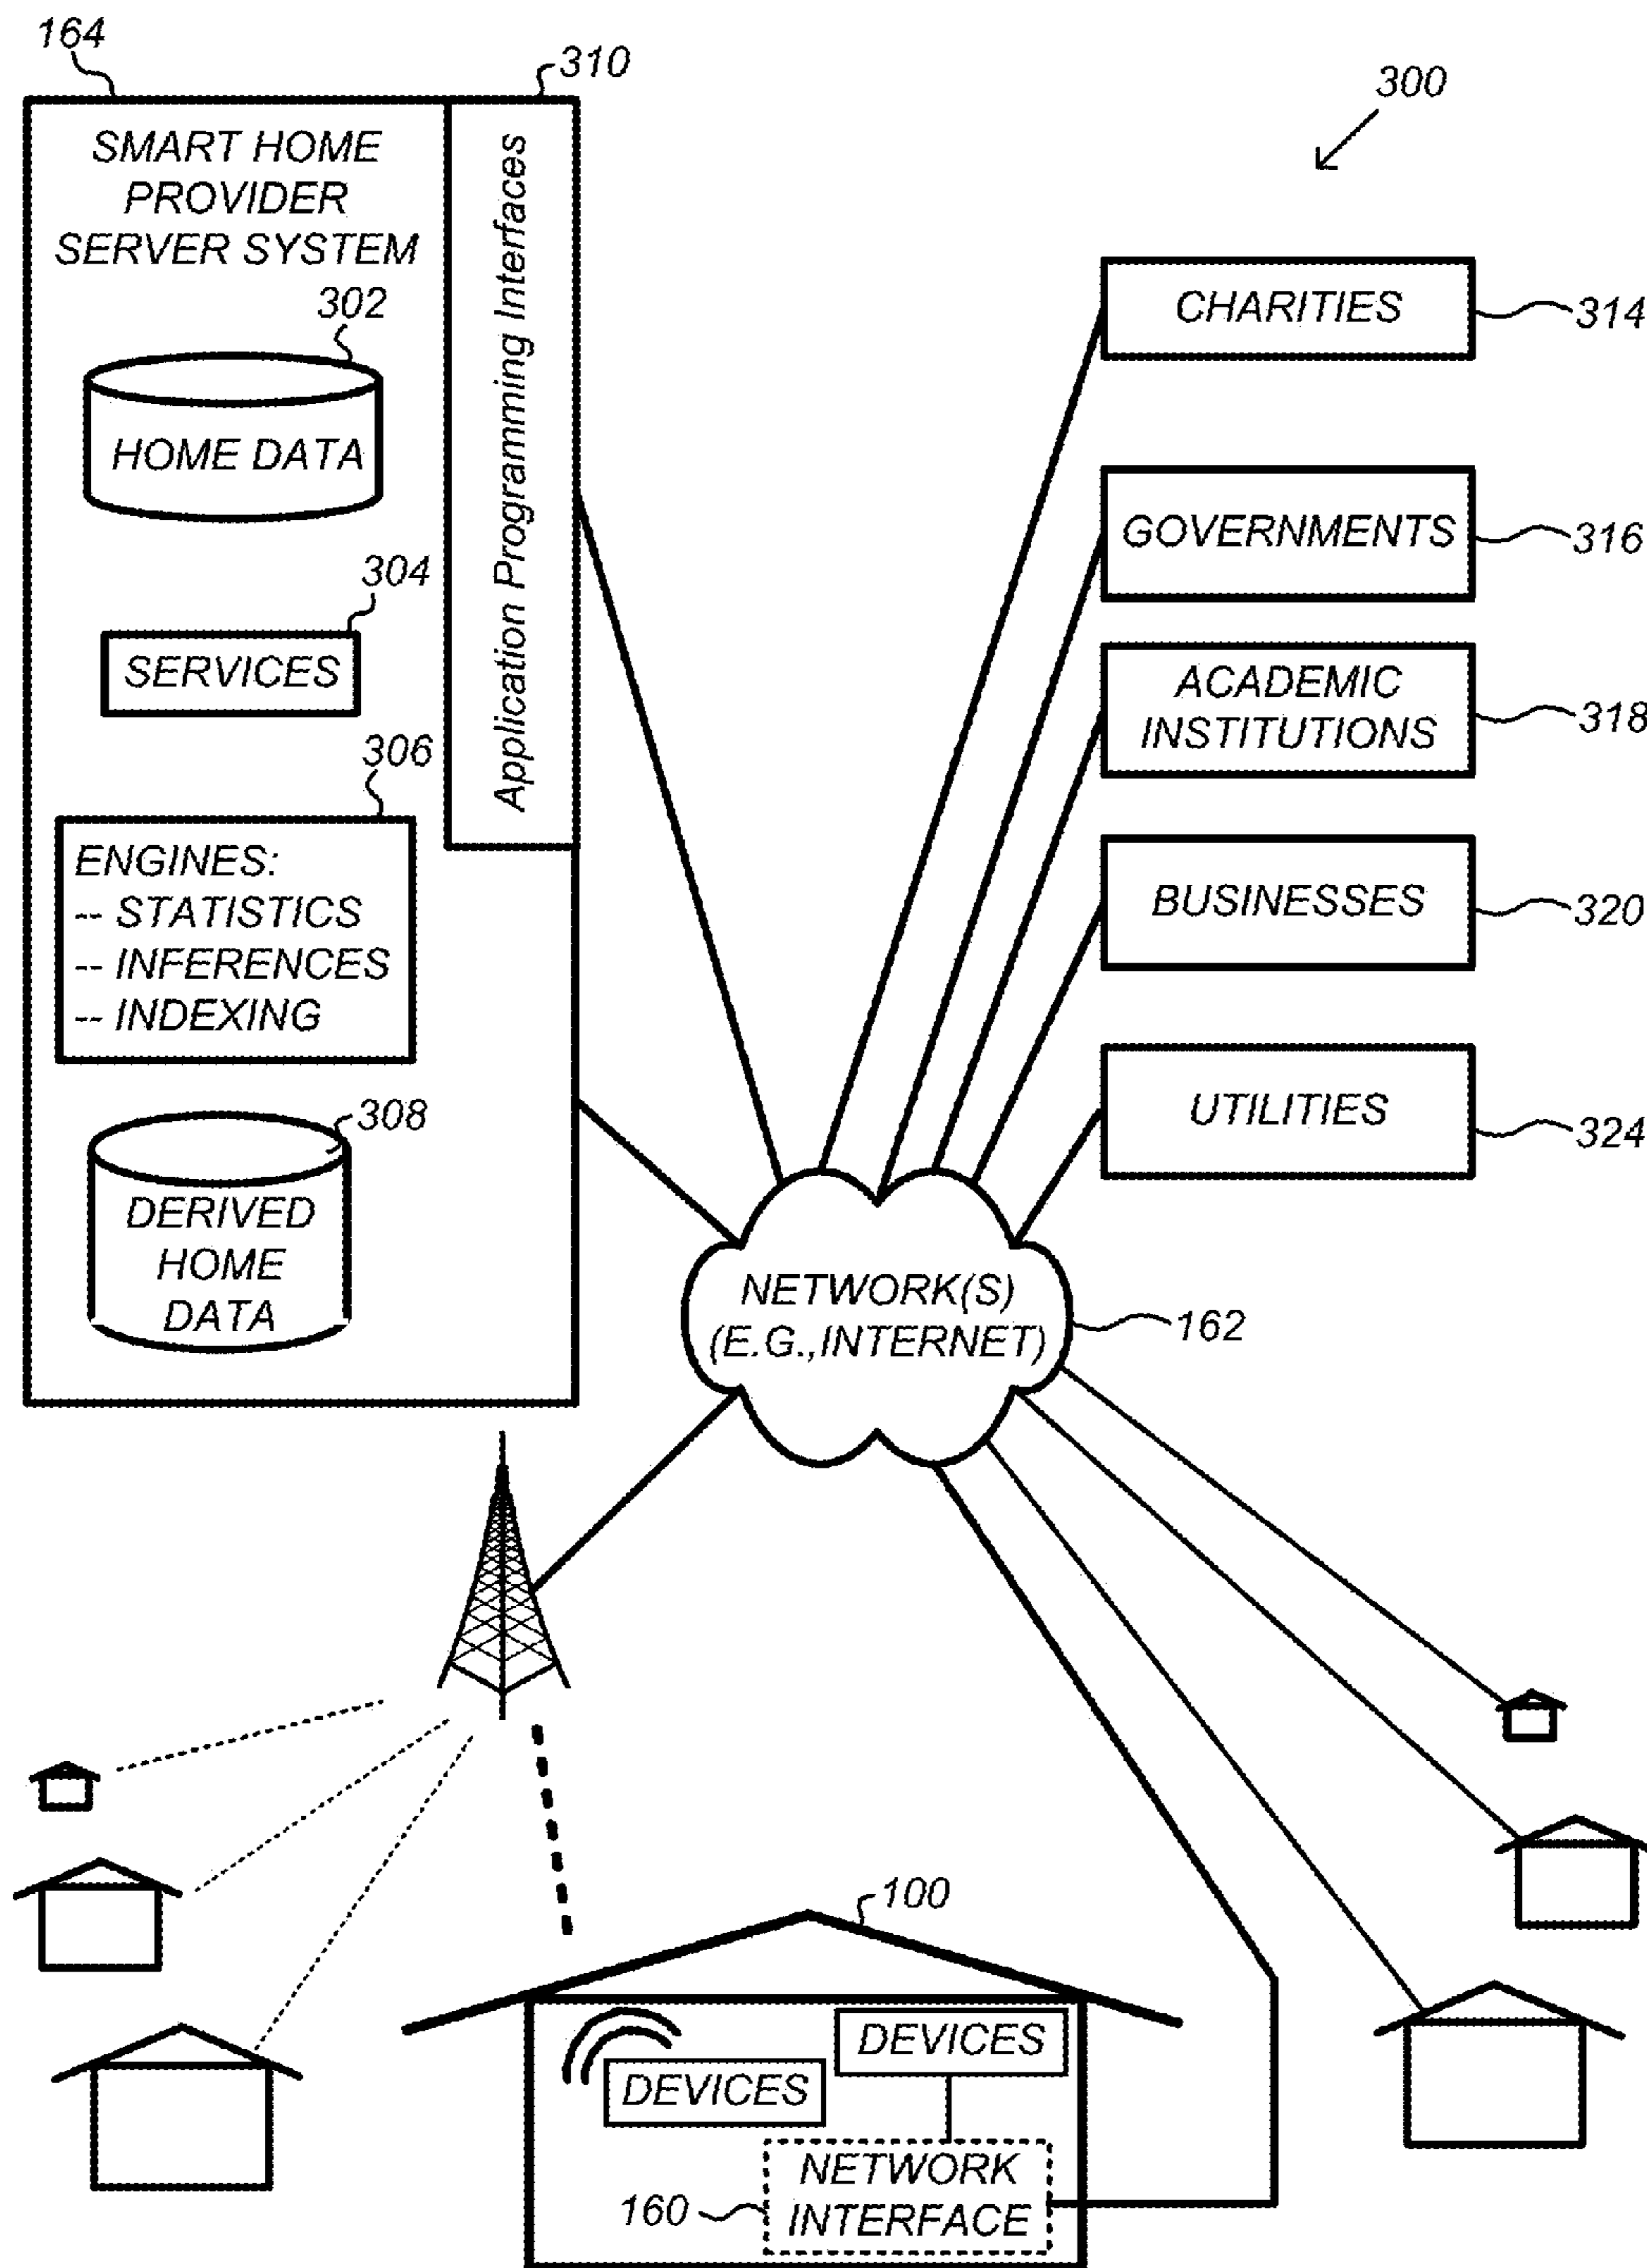 164
310
300
SMART HOME
PROVIDER
SERVER SYSTEM
Application Programming Interfaces
302
HOME DATA
304
SERVICES
306
ENGINES:
-- STATISTICS
-- INFERENCES
-- INDEXING
308
DERIVED
HOME
DATA
CHARITIES
314
GOVERNMENTS
316
ACADEMIC
INSTITUTIONS
318
BUSINESSES
320
UTILITIES
324
NETWORK(S)
(E.G.,INTERNET)
162
100
DEVICES
DEVICES
NETWORK
INTERFACE
160